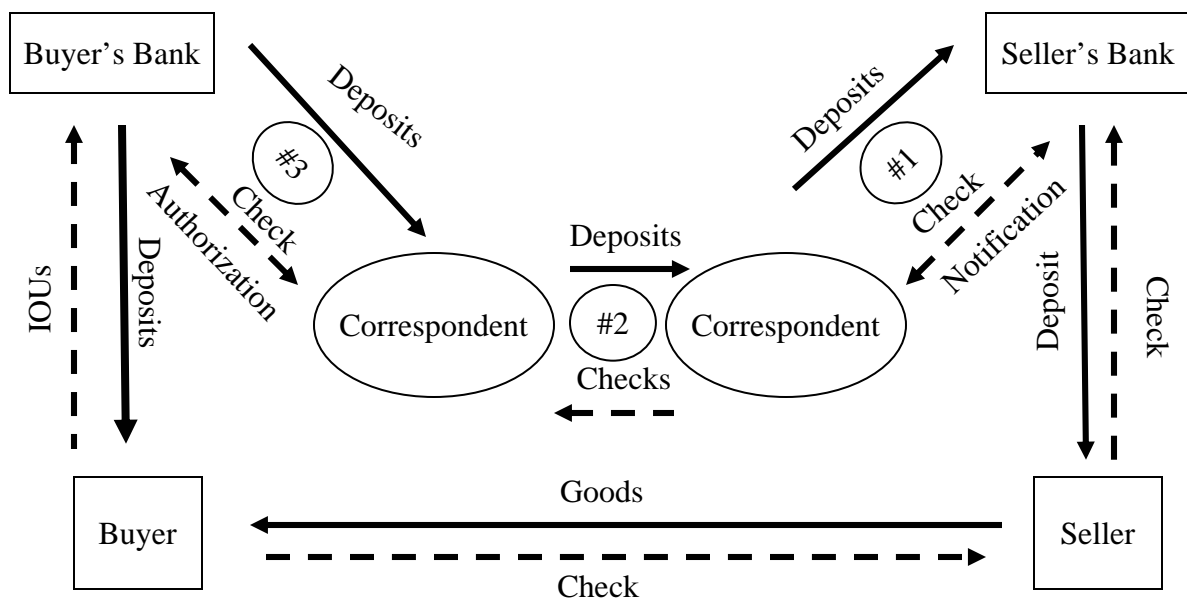 Buyer’s Bank
Seller’s Bank
Deposits
Deposits
#3
#1
Check
Authorization
Check
Notification
IOUs
Deposits
Deposits
Deposit
Check
Correspondent
#2
Correspondent
Checks
Goods
Buyer
Seller
Check